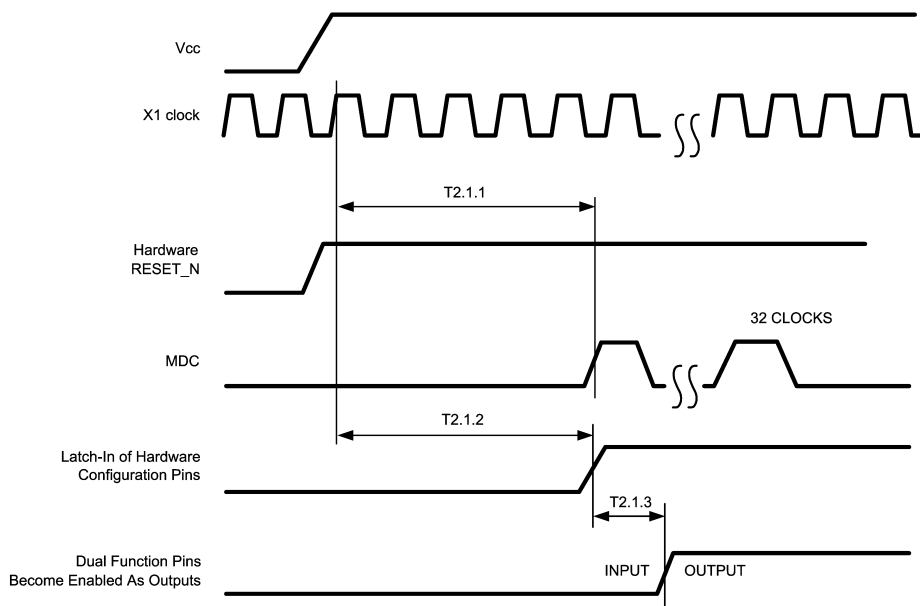 Vcc
X1 clock
T2.1.1
Hardware
RESET_N
32 CLOCKS
MDC
T2.1.2
Latch-In of Hardware
Configuration Pins
T2.1.3
Dual Function Pins
Become Enabled As Outputs
INPUT
OUTPUT